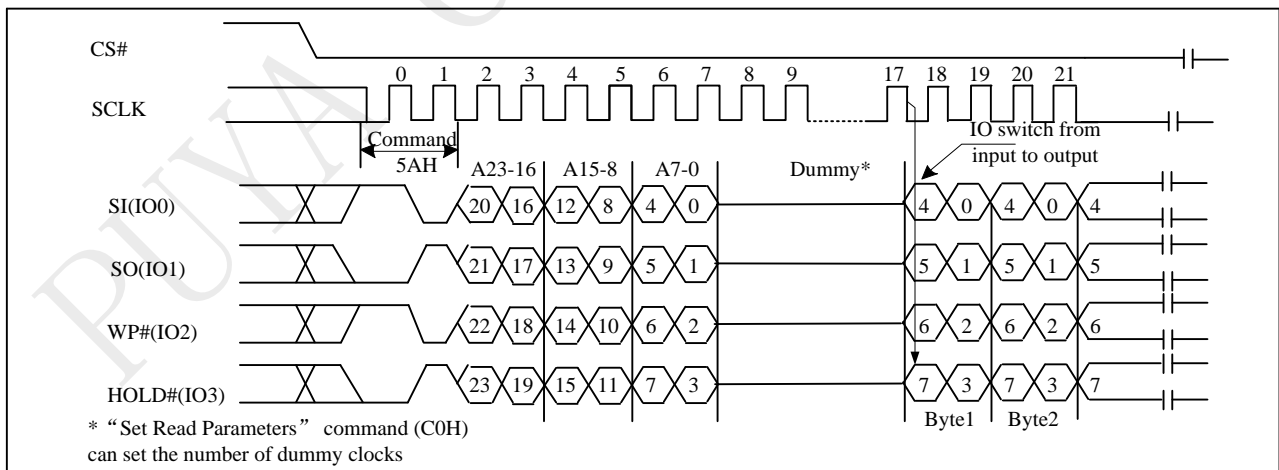 CS#
0 1 2 3 4 5 6 7 8 9 17 18 19 20 21
SCLK
Command
5AH
IO switch from
input to output
A23-16 A15-8 A7-0 Dummy*
SI(IO0) 20 16 12 8 4 0 4 0 4 0 4
SO(IO1) 21 17 13 9 5 1 5 1 5 1 5
WP#(IO2) 22 18 14 10 6 2 6 2 6 2 6
HOLD#(IO3) 23 19 15 11 7 3 7 3 7 3 7
Byte1 Byte2
* “Set Read Parameters” command (C0H)
can set the number of dummy clocks
PUYA